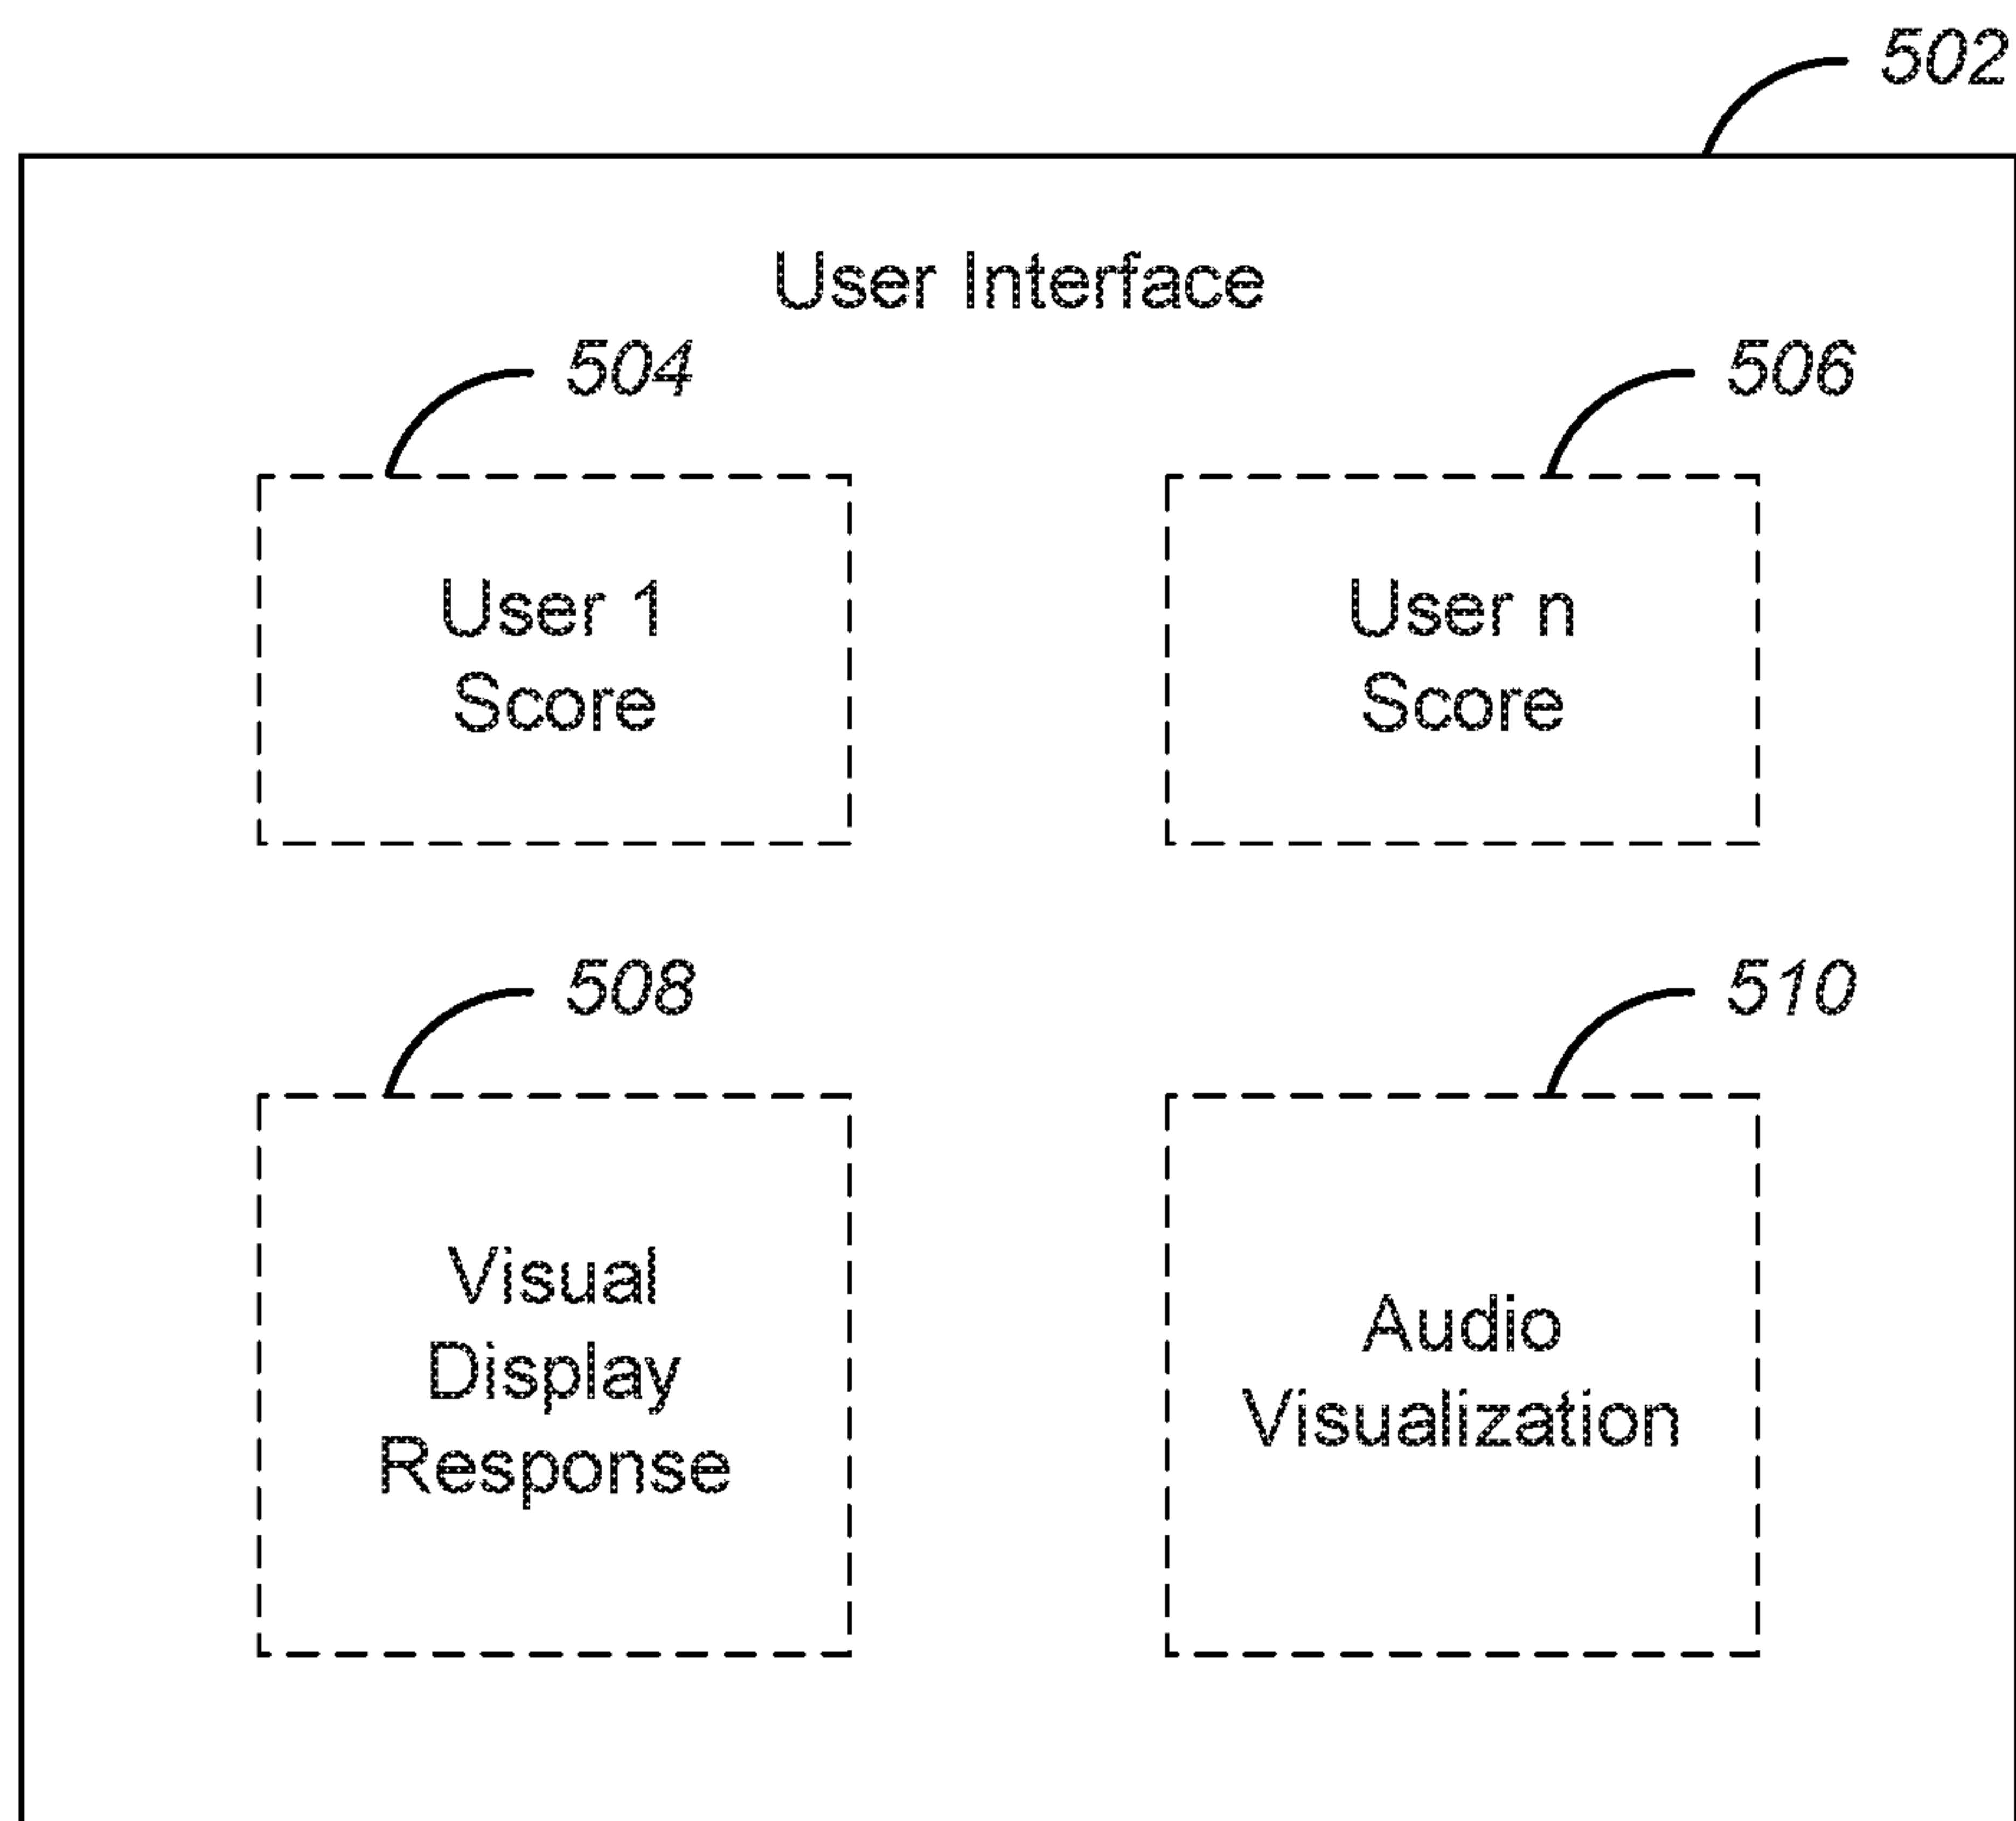 502
User Interface
504
506
User 1
Score
User n
Score
508
510
Visual
Display
Response
Audio
Visualization